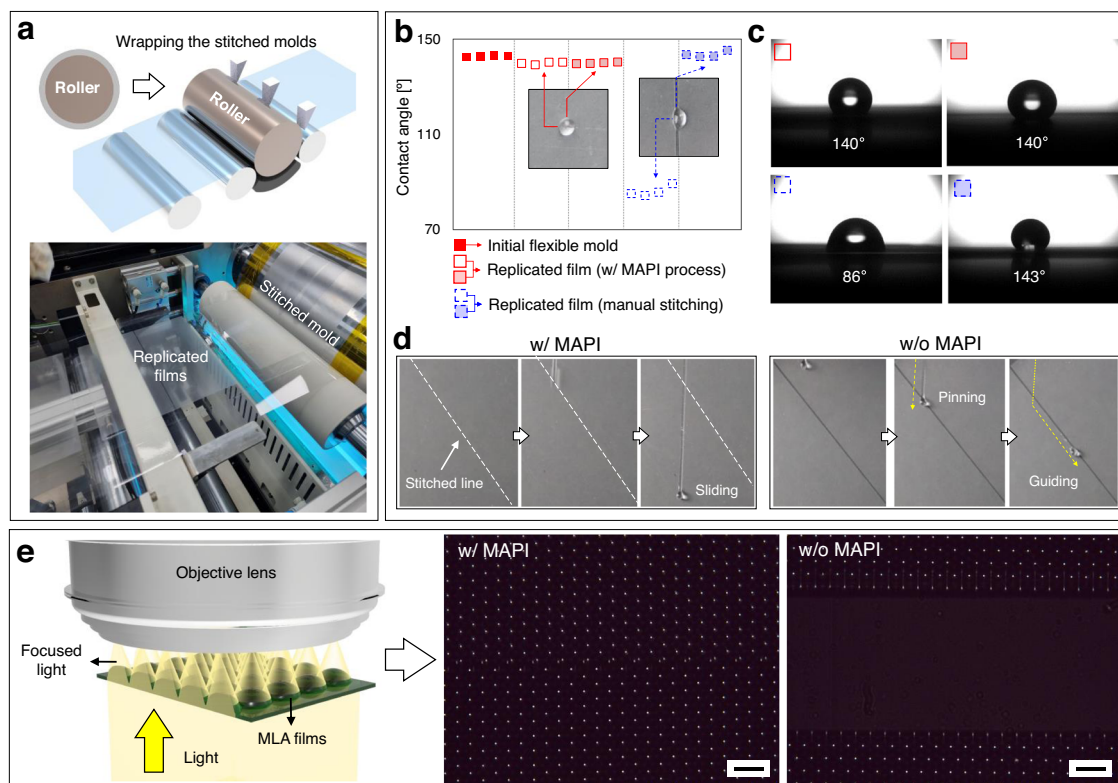 a
Wrapping the stitched molds
Roller
Roller
Stitched mold
Replicated
films
b
150
110
70
Contact angle [°]
Initial flexible mold
Replicated film (w/ MAPI process)
Replicated film (manual stitching)
c
140°
140°
86°
143°
d
w/ MAPI
Stitched line
Sliding
w/o MAPI
Pinning
Guiding
e
Objective lens
Focused
light
MLA films
Light
w/ MAPI
w/o MAPI